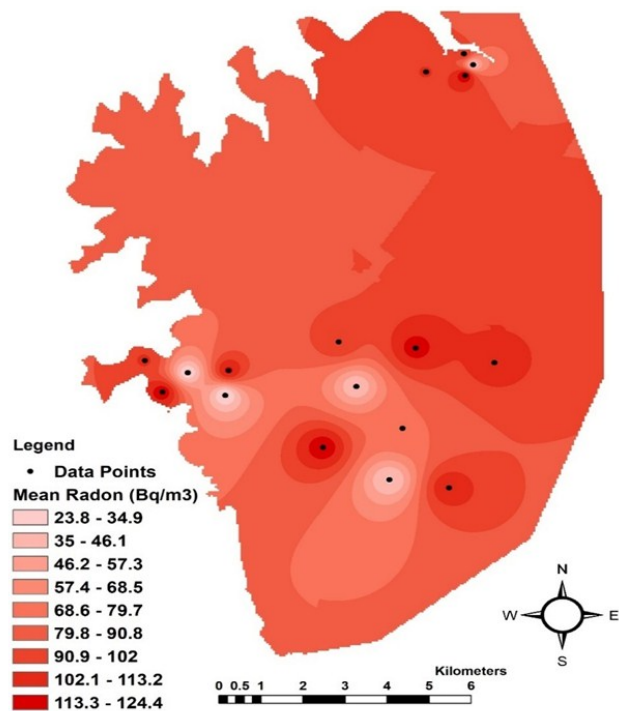 Legend
Data Points
Mean Radon (Bq/m3)
23.8 - 34.9
35 - 46.1
46.2 - 57.3
57.4 - 68.5
68.6 - 79.7
79.8 - 90.8
90.9 - 102
102.1 - 113.2
113.3 - 124.4
Kilometers
0 0.5 1 2 3 4 5 6
N
W E
S